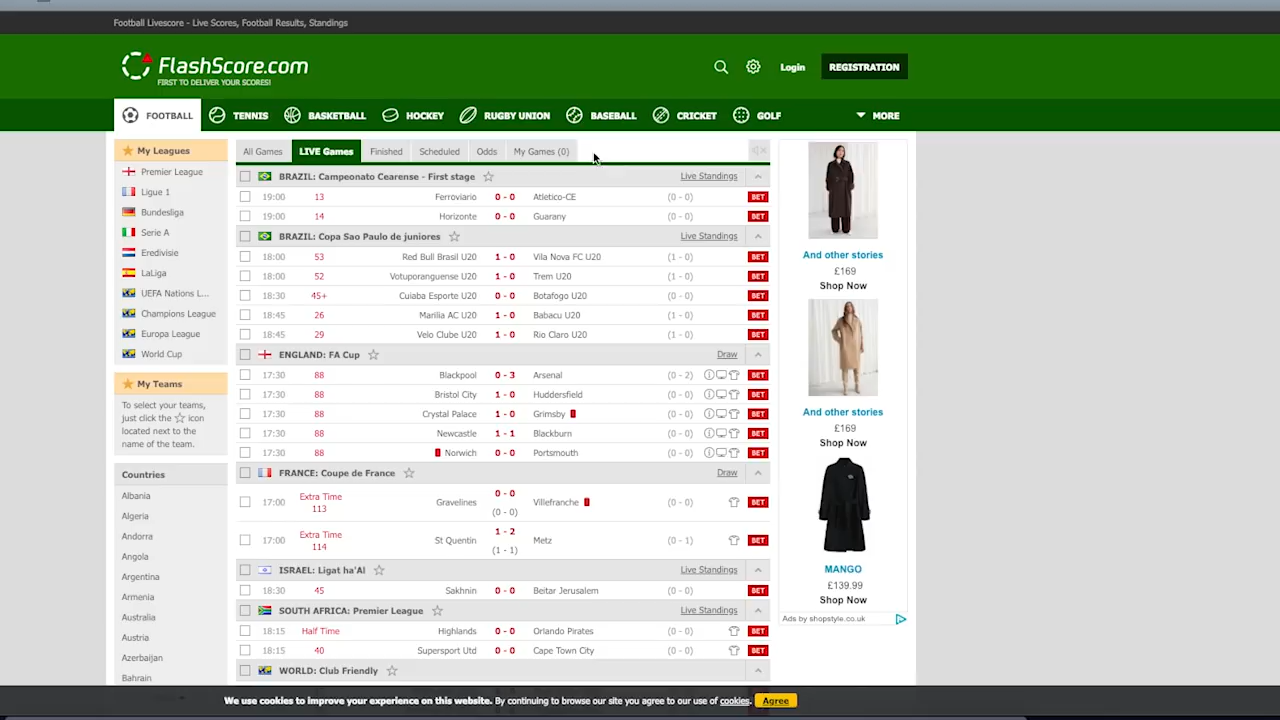 Football Livescore - Live Scores, Football Results, Standings
FlashScore.com
FIRST TO DELIVER YOUR SCORES!
Login
REGISTRATION
FOOTBALL TENNIS BASKETBALL HOCKEY RUGBY UNION BASEBALL CRICKET GOLF MORE
My Leagues
Premier League
Ligue 1
Bundesliga
Serie A
Eredivisie
LaLiga
UEFA Nations L...
Champions League
Europa League
World Cup
My Teams
To select your teams,
just click the icon
located next to the
name of the team.
Countries
Albania
Algeria
Andorra
Angola
Argentina
Armenia
Australia
Austria
Azerbaijan
Bahrain
All Games LIVE Games Finished Scheduled Odds My Games (0)
BRAZIL: Campeonato Cearense - First stage Live Standings
19:00 13 Ferroviario 0 - 0 Atletico-CE (0 - 0) BET
19:00 14 Horizonte 0 - 0 Guarany (0 - 0) BET
BRAZIL: Copa Sao Paulo de juniores Live Standings
18:00 53 Red Bull Brasil U20 1 - 0 Vila Nova FC U20 (1 - 0) BET
18:00 52 Votuporanguense U20 1 - 0 Trem U20 (1 - 0) BET
18:30 45+ Cuiaba Esporte U20 0 - 0 Botafogo U20 (0 - 0) BET
18:45 26 Marilia AC U20 1 - 0 Babacu U20 (1 - 0) BET
18:45 29 Velo Clube U20 1 - 0 Rio Claro U20 (1 - 0) BET
ENGLAND: FA Cup Draw
17:30 88 Blackpool 0 - 3 Arsenal (0 - 2) BET
17:30 88 Bristol City 1 - 0 Huddersfield (0 - 0) BET
17:30 88 Crystal Palace 1 - 0 Grimsby (0 - 0) BET
17:30 88 Newcastle 1 - 1 Blackburn (0 - 0) BET
17:30 88 Norwich 0 - 0 Portsmouth (0 - 0) BET
FRANCE: Coupe de France Draw
17:00 Extra Time 113 Gravelines 0 - 0 (0 - 0) Villefranche (0 - 0) BET
17:00 Extra Time 114 St Quentin 1 - 2 (1 - 1) Metz (0 - 1) BET
ISRAEL: Ligat ha'Al Live Standings
18:30 45 Sakhnin 0 - 0 Beitar Jerusalem (0 - 0) BET
SOUTH AFRICA: Premier League Live Standings
18:15 Half Time Highlands 0 - 0 Orlando Pirates (0 - 0) BET
18:15 40 Supersport Utd 0 - 0 Cape Town City (0 - 0) BET
WORLD: Club Friendly
And other stories
£169
Shop Now
And other stories
£169
Shop Now
MANGO
£139.99
Shop Now
Ads by shopstyle.co.uk
We use cookies to improve your experience on this website. By continuing to browse our site you agree to our use of cookies. Agree